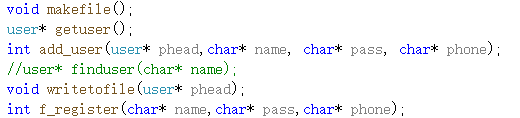 void makefile();
user* getuser();
int add_user(user* phead,char* name, char* pass, char* phone);
//user* finduser(char* name);
void writetofile(user* phead);
int f_register(char* name,char* pass,char* phone);